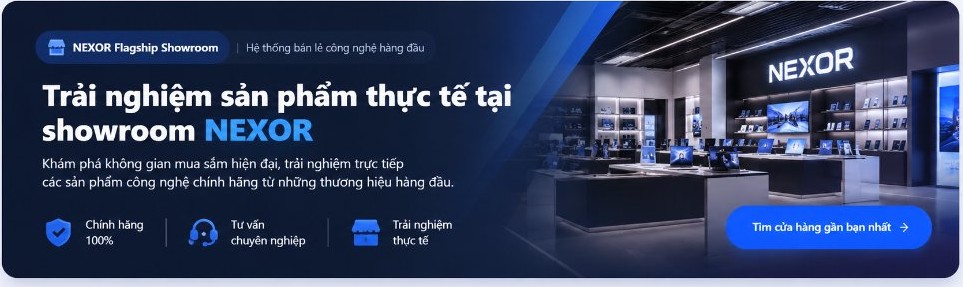 NEXOR Flagship Showroom | Hệ thống bán lẻ công nghệ hàng đầu
Trải nghiệm sản phẩm thực tế tại
showroom NEXOR
Khám phá không gian mua sắm hiện đại, trải nghiệm trực tiếp
các sản phẩm công nghệ chính hãng từ những thương hiệu hàng đầu.
Chính hãng
100%
Tư vấn
chuyên nghiệp
Trải nghiệm
thực tế
NEXOR
Tìm cửa hàng gần bạn nhất →